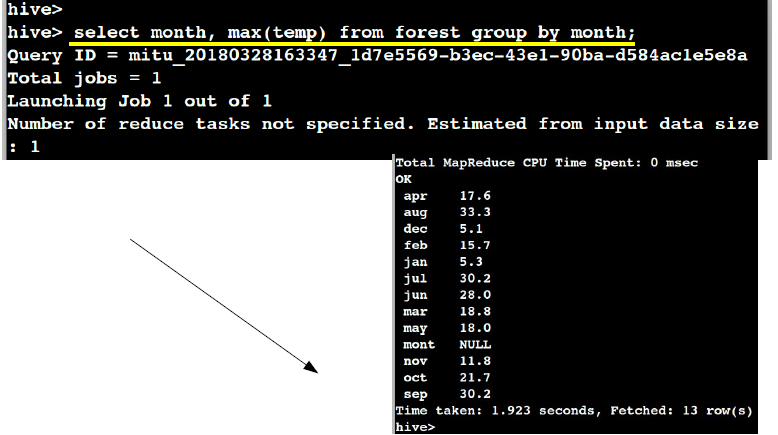 hive>
hive> select month, max(temp) from forest group by month;
Query ID = mitu_20180328163347_1d7e5569-b3ec-43e1-90ba-d584ac1e5e8a
Total jobs = 1
Launching Job 1 out of 1
Number of reduce tasks not specified. Estimated from input data size
: 1
Total MapReduce CPU Time Spent: 0 msec
OK
apr 17.6
aug 33.3
dec 5.1
feb 15.7
jan 5.3
jul 30.2
jun 28.0
mar 18.8
may 18.0
mont NULL
nov 11.8
oct 21.7
sep 30.2
Time taken: 1.923 seconds, Fetched: 13 row(s)
hive>